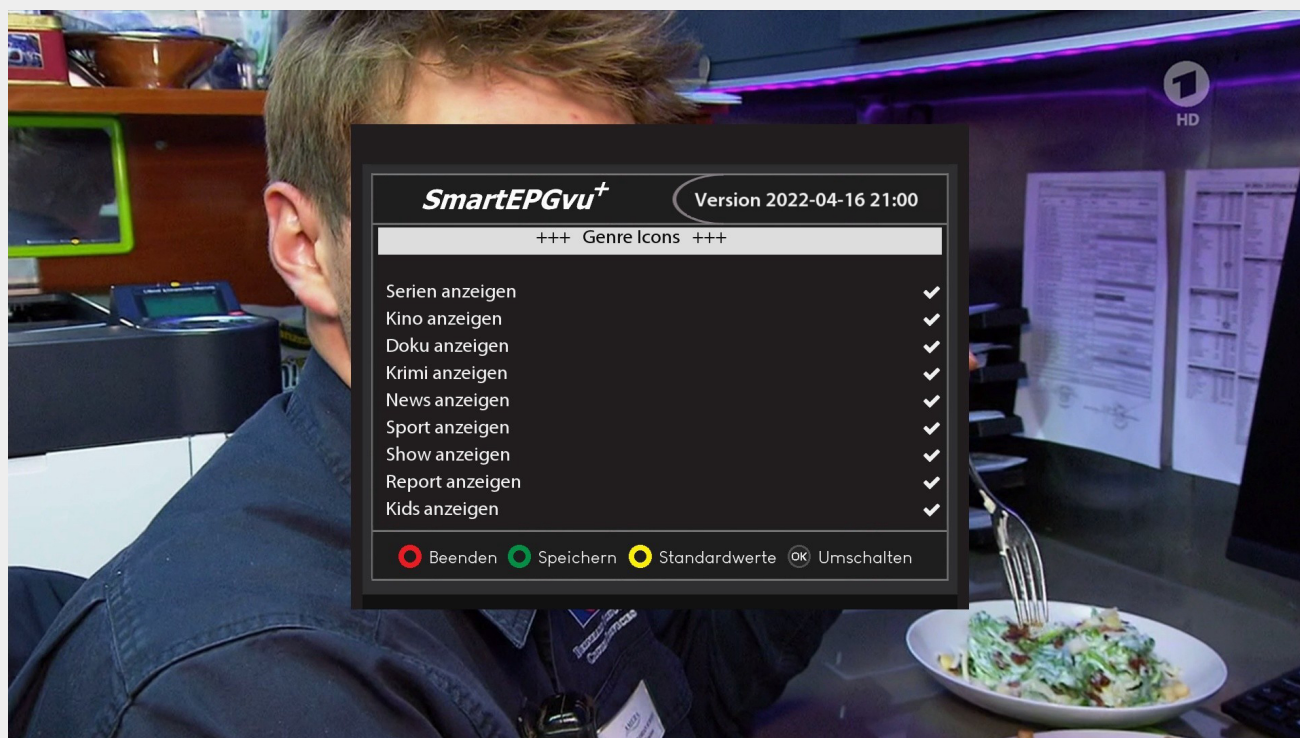 1
HD
SmartEPGvu+
Version 2022-04-16 21:00
+++ Genre Icons +++
Serien anzeigen
Kino anzeigen
Doku anzeigen
Krimi anzeigen
News anzeigen
Sport anzeigen
Show anzeigen
Report anzeigen
Kids anzeigen
Beenden Speichern Standardwerte OK Umschalten